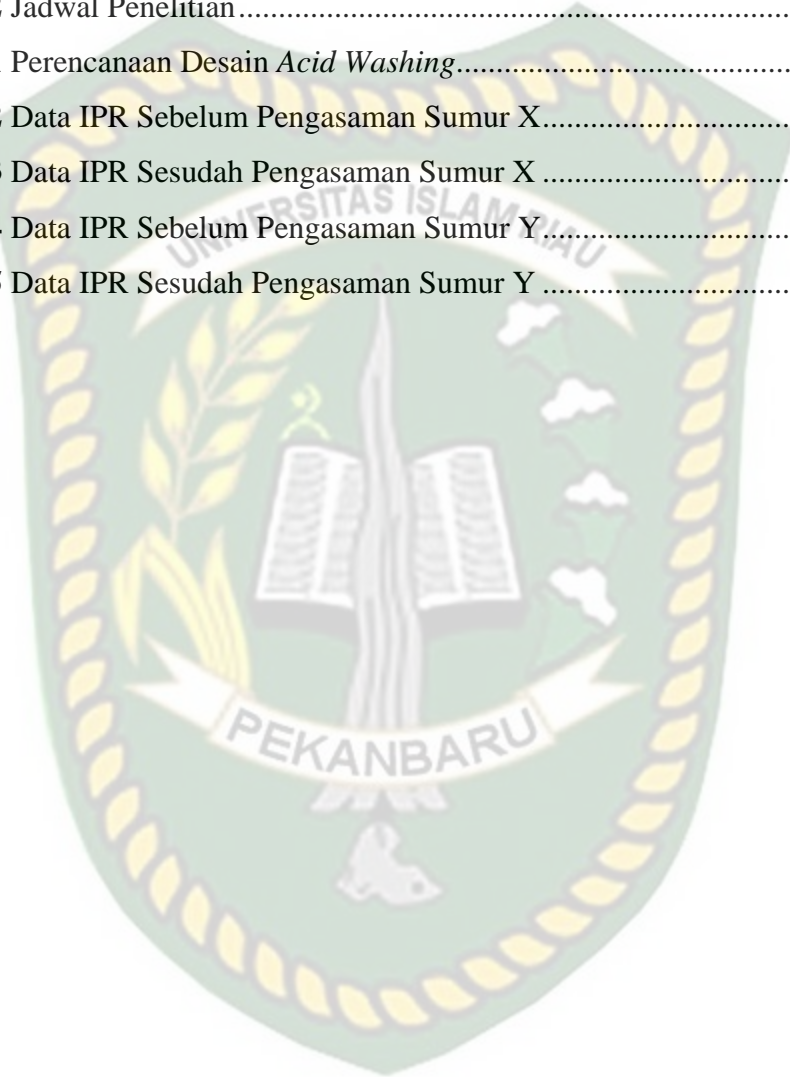 Jadwal Penelitian...............................................................................
Perencanaan Desain Acid Washing................................................
Data IPR Sebelum Pengasaman Sumur X...................................
Data IPR Sesudah Pengasaman Sumur X ...................................
Data IPR Sebelum Pengasaman Sumur Y...................................
Data IPR Sesudah Pengasaman Sumur Y ...................................
UNIVERSITAS ISLAM RIAU
PEKANBARU